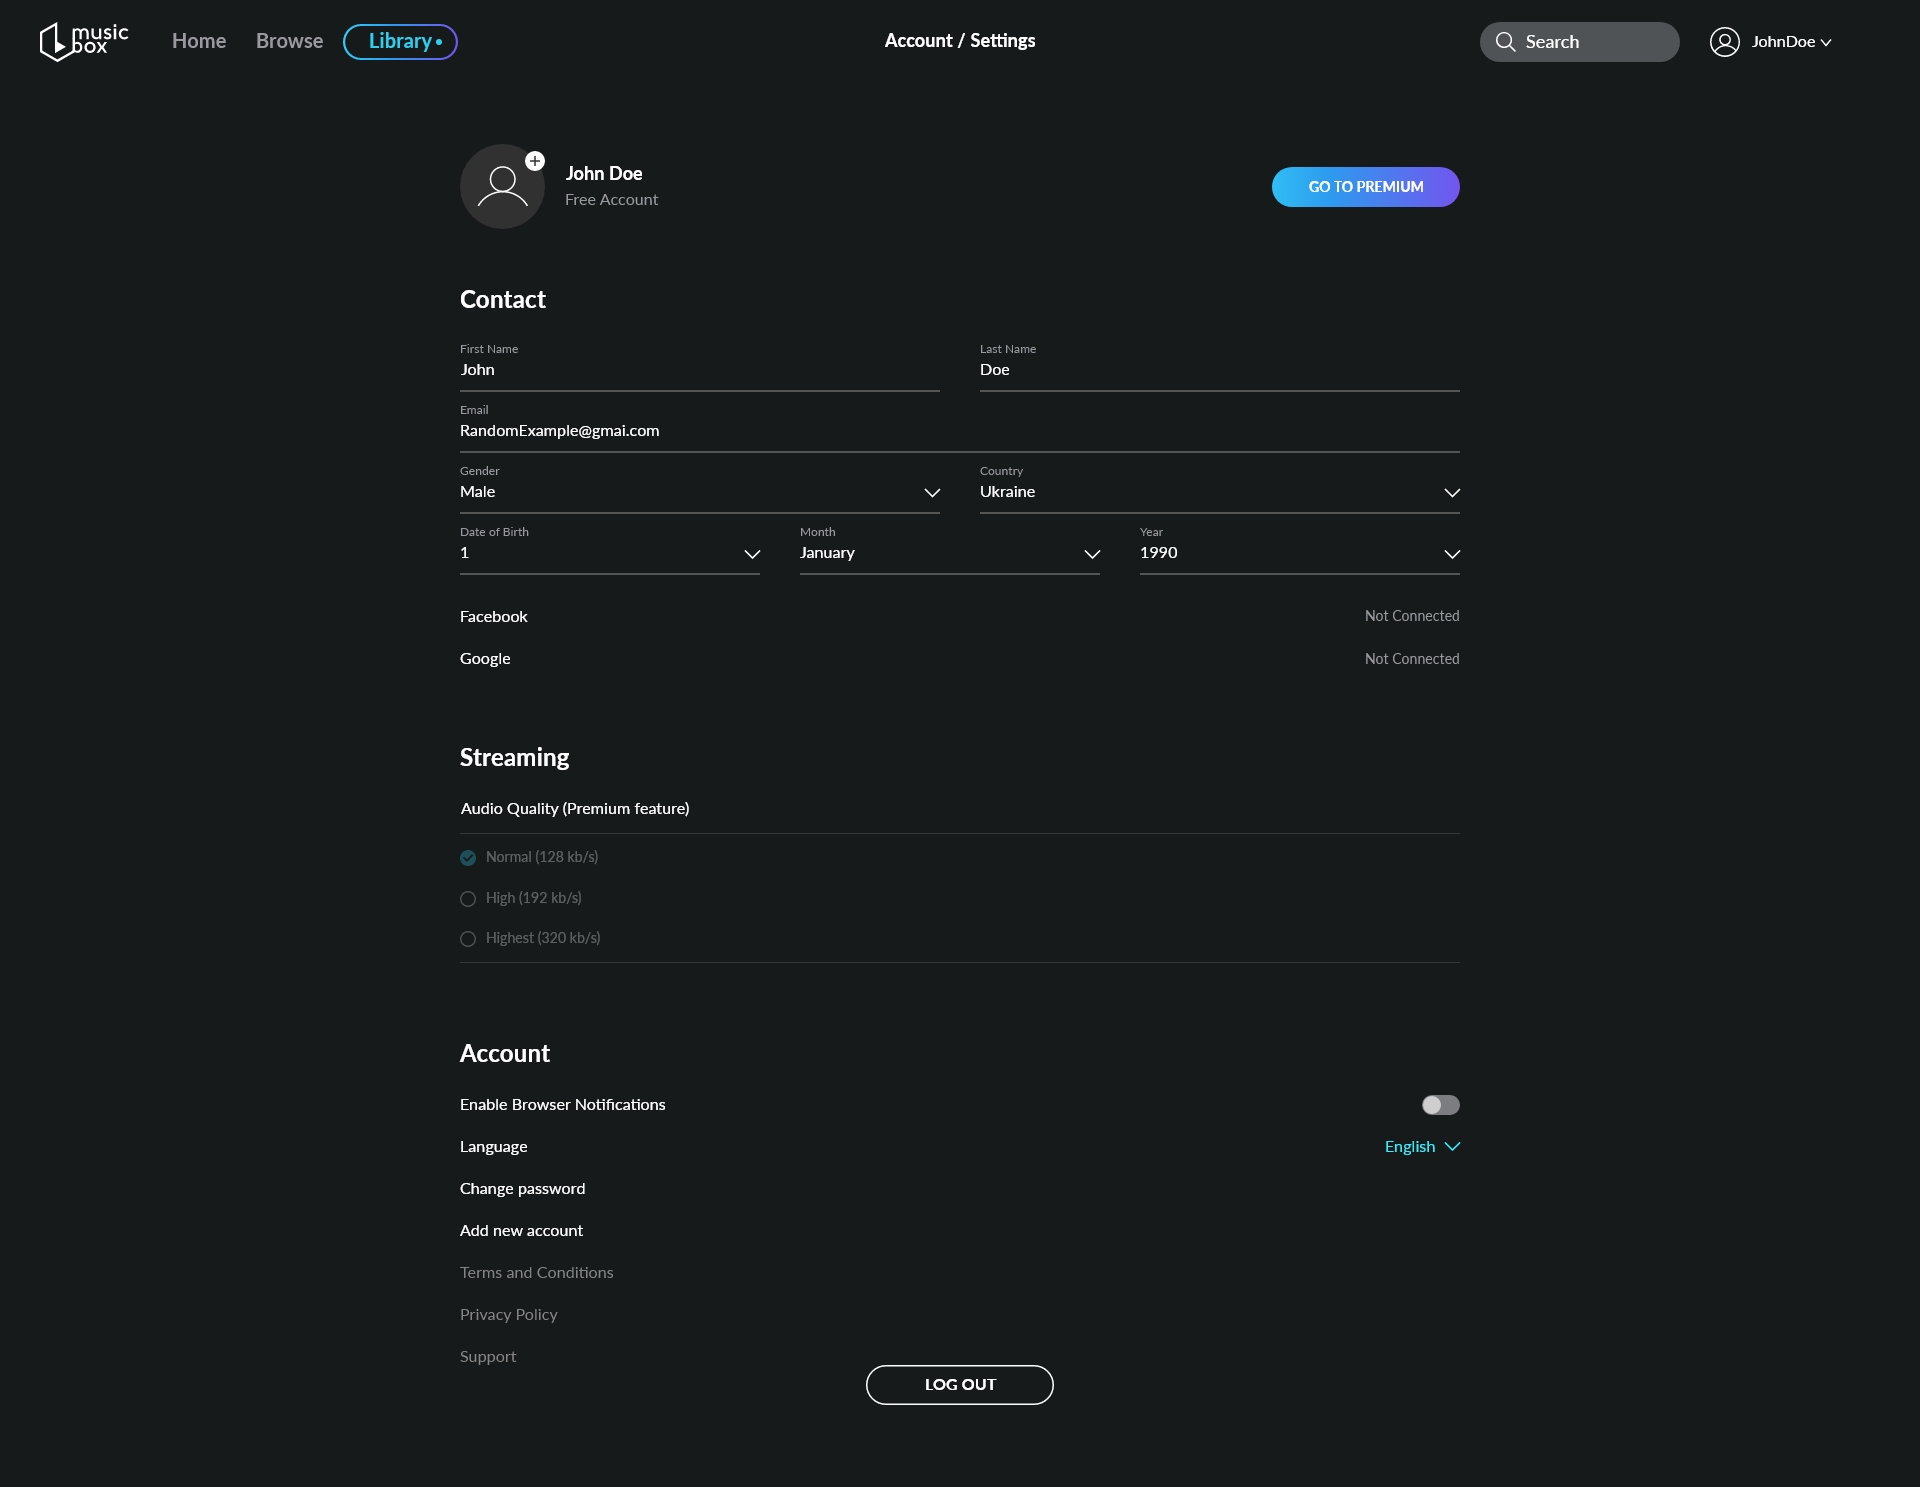 music
box
Home
Browse
Library
Account / Settings
Search
JohnDoe
John Doe
Free Account
GO TO PREMIUM
Contact
First Name
John
Last Name
Doe
Email
RandomExample@gmai.com
Gender
Male
Country
Ukraine
Date of Birth
1
Month
January
Year
1990
Facebook
Not Connected
Google
Not Connected
Streaming
Audio Quality (Premium feature)
Normal (128 kb/s)
High (192 kb/s)
Highest (320 kb/s)
Account
Enable Browser Notifications
Language
English
Change password
Add new account
Terms and Conditions
Privacy Policy
Support
LOG OUT